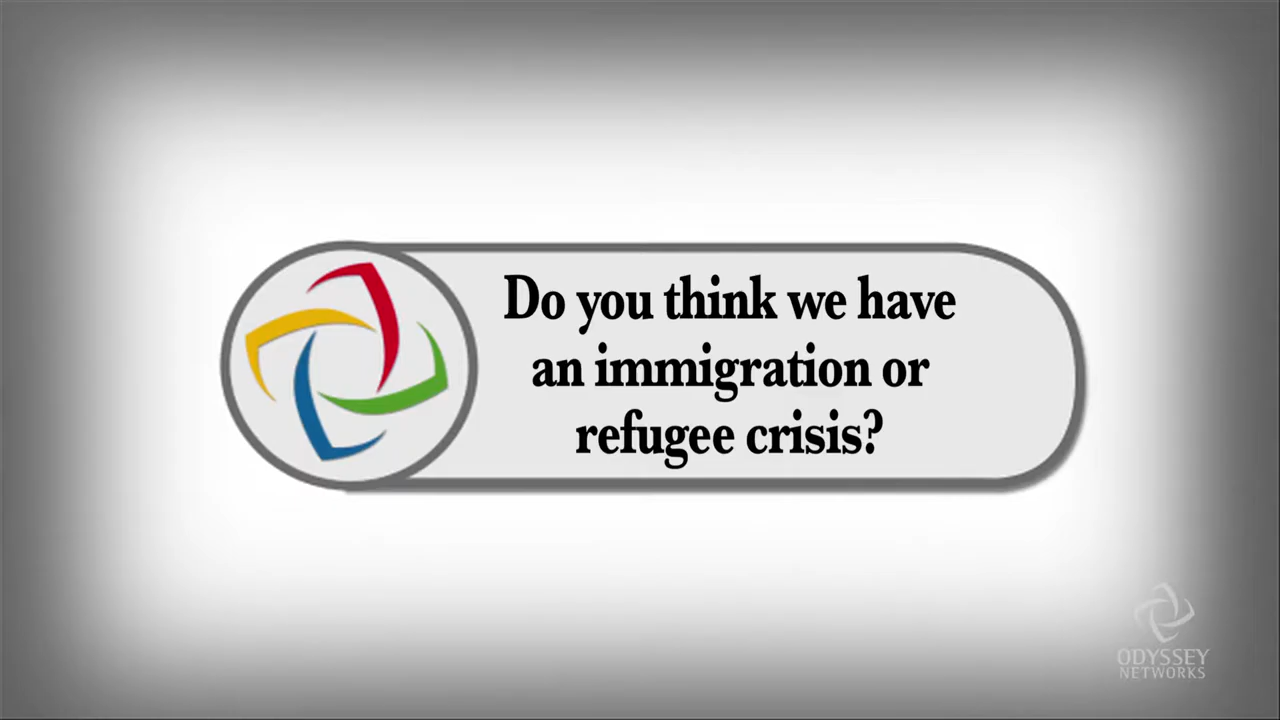 Do you think we have
an immigration or
refugee crisis?
ODYSSEY
NETWORKS